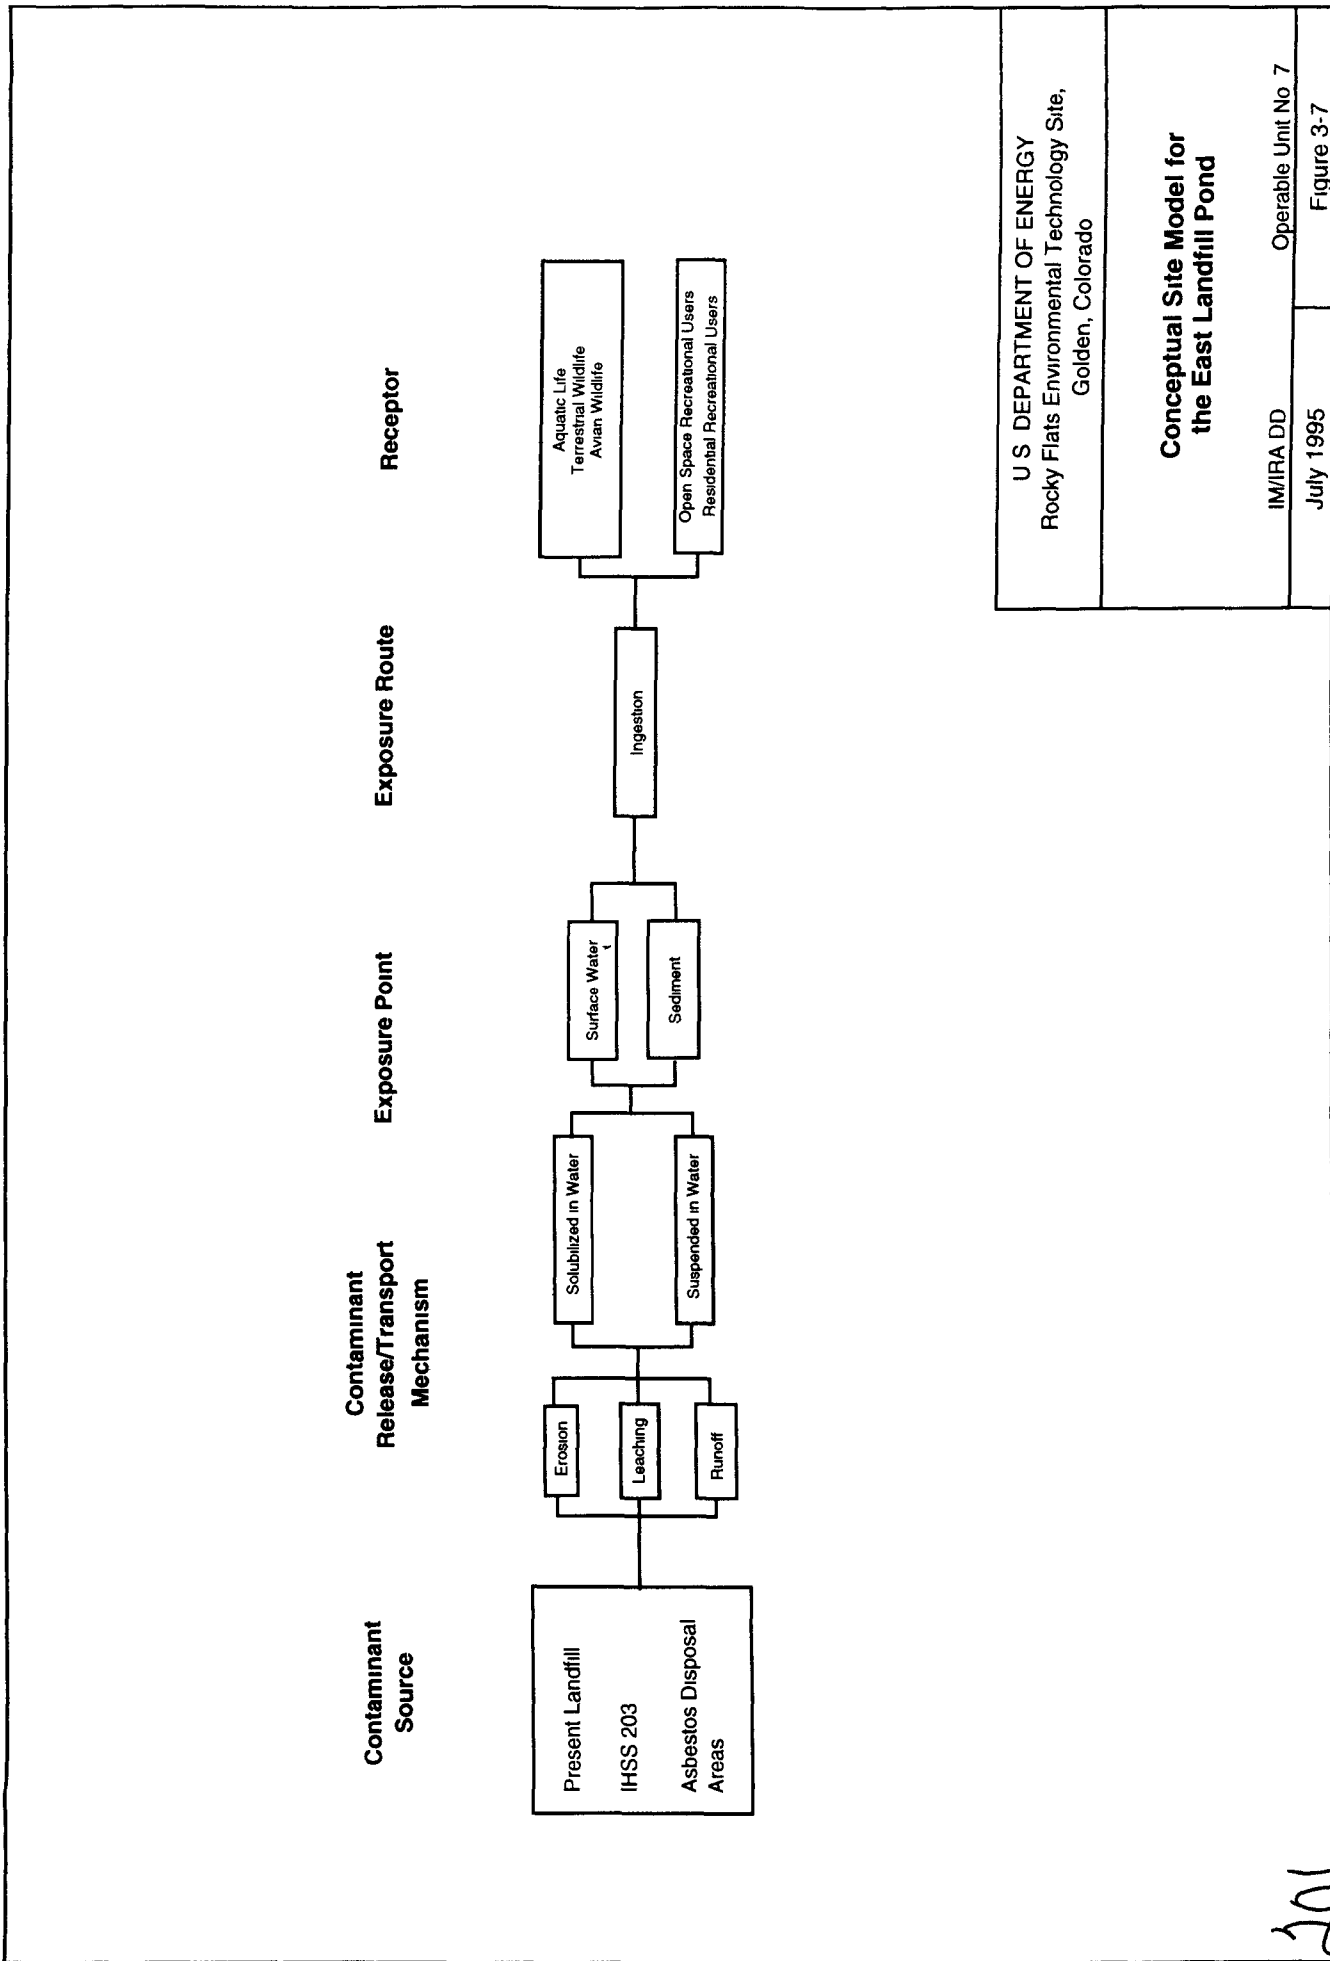 Contaminant
Source
Contaminant
Release/Transport
Mechanism
Exposure Point
Exposure Route
Receptor
Present Landfill
IHSS 203
Asbestos Disposal
Areas
Erosion
Leaching
Runoff
Solubilized in Water
Suspended in Water
Surface Water
Sediment
Ingestion
Aquatic Life
Terrestrial Wildlife
Avian Wildlife
Open Space Recreational Users
Residential Recreational Users
U S DEPARTMENT OF ENERGY
Rocky Flats Environmental Technology Site,
Golden, Colorado
Conceptual Site Model for
the East Landfill Pond
IM/IRA DD Operable Unit No 7
July 1995 Figure 3-7